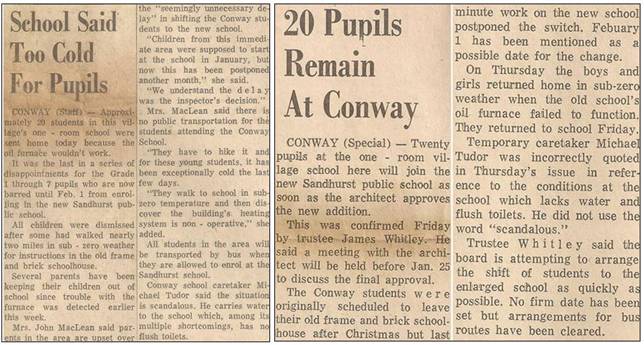 School Said
Too Cold
For Pupils
CONWAY (Staff) — Approxi-
mately 20 students in this vil-
lage's one - room school were
sent home today because the
oil furnace wouldn't work.
It was the last in a series of
disappointments for the Grade
1 through 7 pupils who are now
barred until Feb. 1 from enrol-
ling in the new Sandhurst pub-
lic school.
All children were dismissed
after some had walked nearly
two miles in sub - zero weather
for instructions in the old frame
and brick schoolhouse.
Several parents have been
keeping their children out of
school since trouble with the
furnace was detected earlier
this week.
Mrs. John MacLean said par-
ents in the area are upset over
the "seemingly unnecessary de-
lay" in shifting the Conway stu-
dents to the new school.
"Children from this immedi-
ate area were supposed to start
at the school in January, but
now this has been postponed
another month," she said.
"We understand the delay
was the inspector's decision."
Mrs. MacLean said there is
no public transportation for the
students attending the Conway
School.
"They have to hike it and
for these young students, it has
been exceptionally cold the last
few days.
"They walk to school in sub-
zero temperature and then dis-
cover the building's heating
system is non - operative," she
added.
All students in the area will
be transported by bus when
they are allowed to enrol at the
Sandhurst school.
Conway school caretaker Mi-
chael Tudor said the situation
is scandalous. He carries water
to the school which, among its
multiple shortcomings, has no
flush toilets.
20 Pupils
Remain
At Conway
CONWAY (Special) — Twenty
pupils at the one - room vil-
lage school here will join the
new Sandhurst public school as
soon as the architect approves
the new addition.
This was confirmed Friday
by trustee James Whitley. He
said a meeting with the archi-
tect will be held before Jan. 25
to discuss the final approval.
The Conway students were
originally scheduled to leave
their old frame and brick school-
house after Christmas but last
minute work on the new school
postponed the switch. Febuary
1 has been mentioned as a
possible date for the change.
On Thursday the boys and
girls returned home in sub-zero
weather when the old school's
oil furnace failed to function.
They returned to school Friday.
Temporary caretaker Michael
Tudor was incorrectly quoted
in Thursday's issue in refer-
ence to the conditions at the
school which lacks water and
flush toilets. He did not use the
word "scandalous."
Trustee Whitley said the
board is attempting to arrange
the shift of students to the
enlarged school as quickly as
possible. No firm date has been
set but arrangements for bus
routes have been cleared.